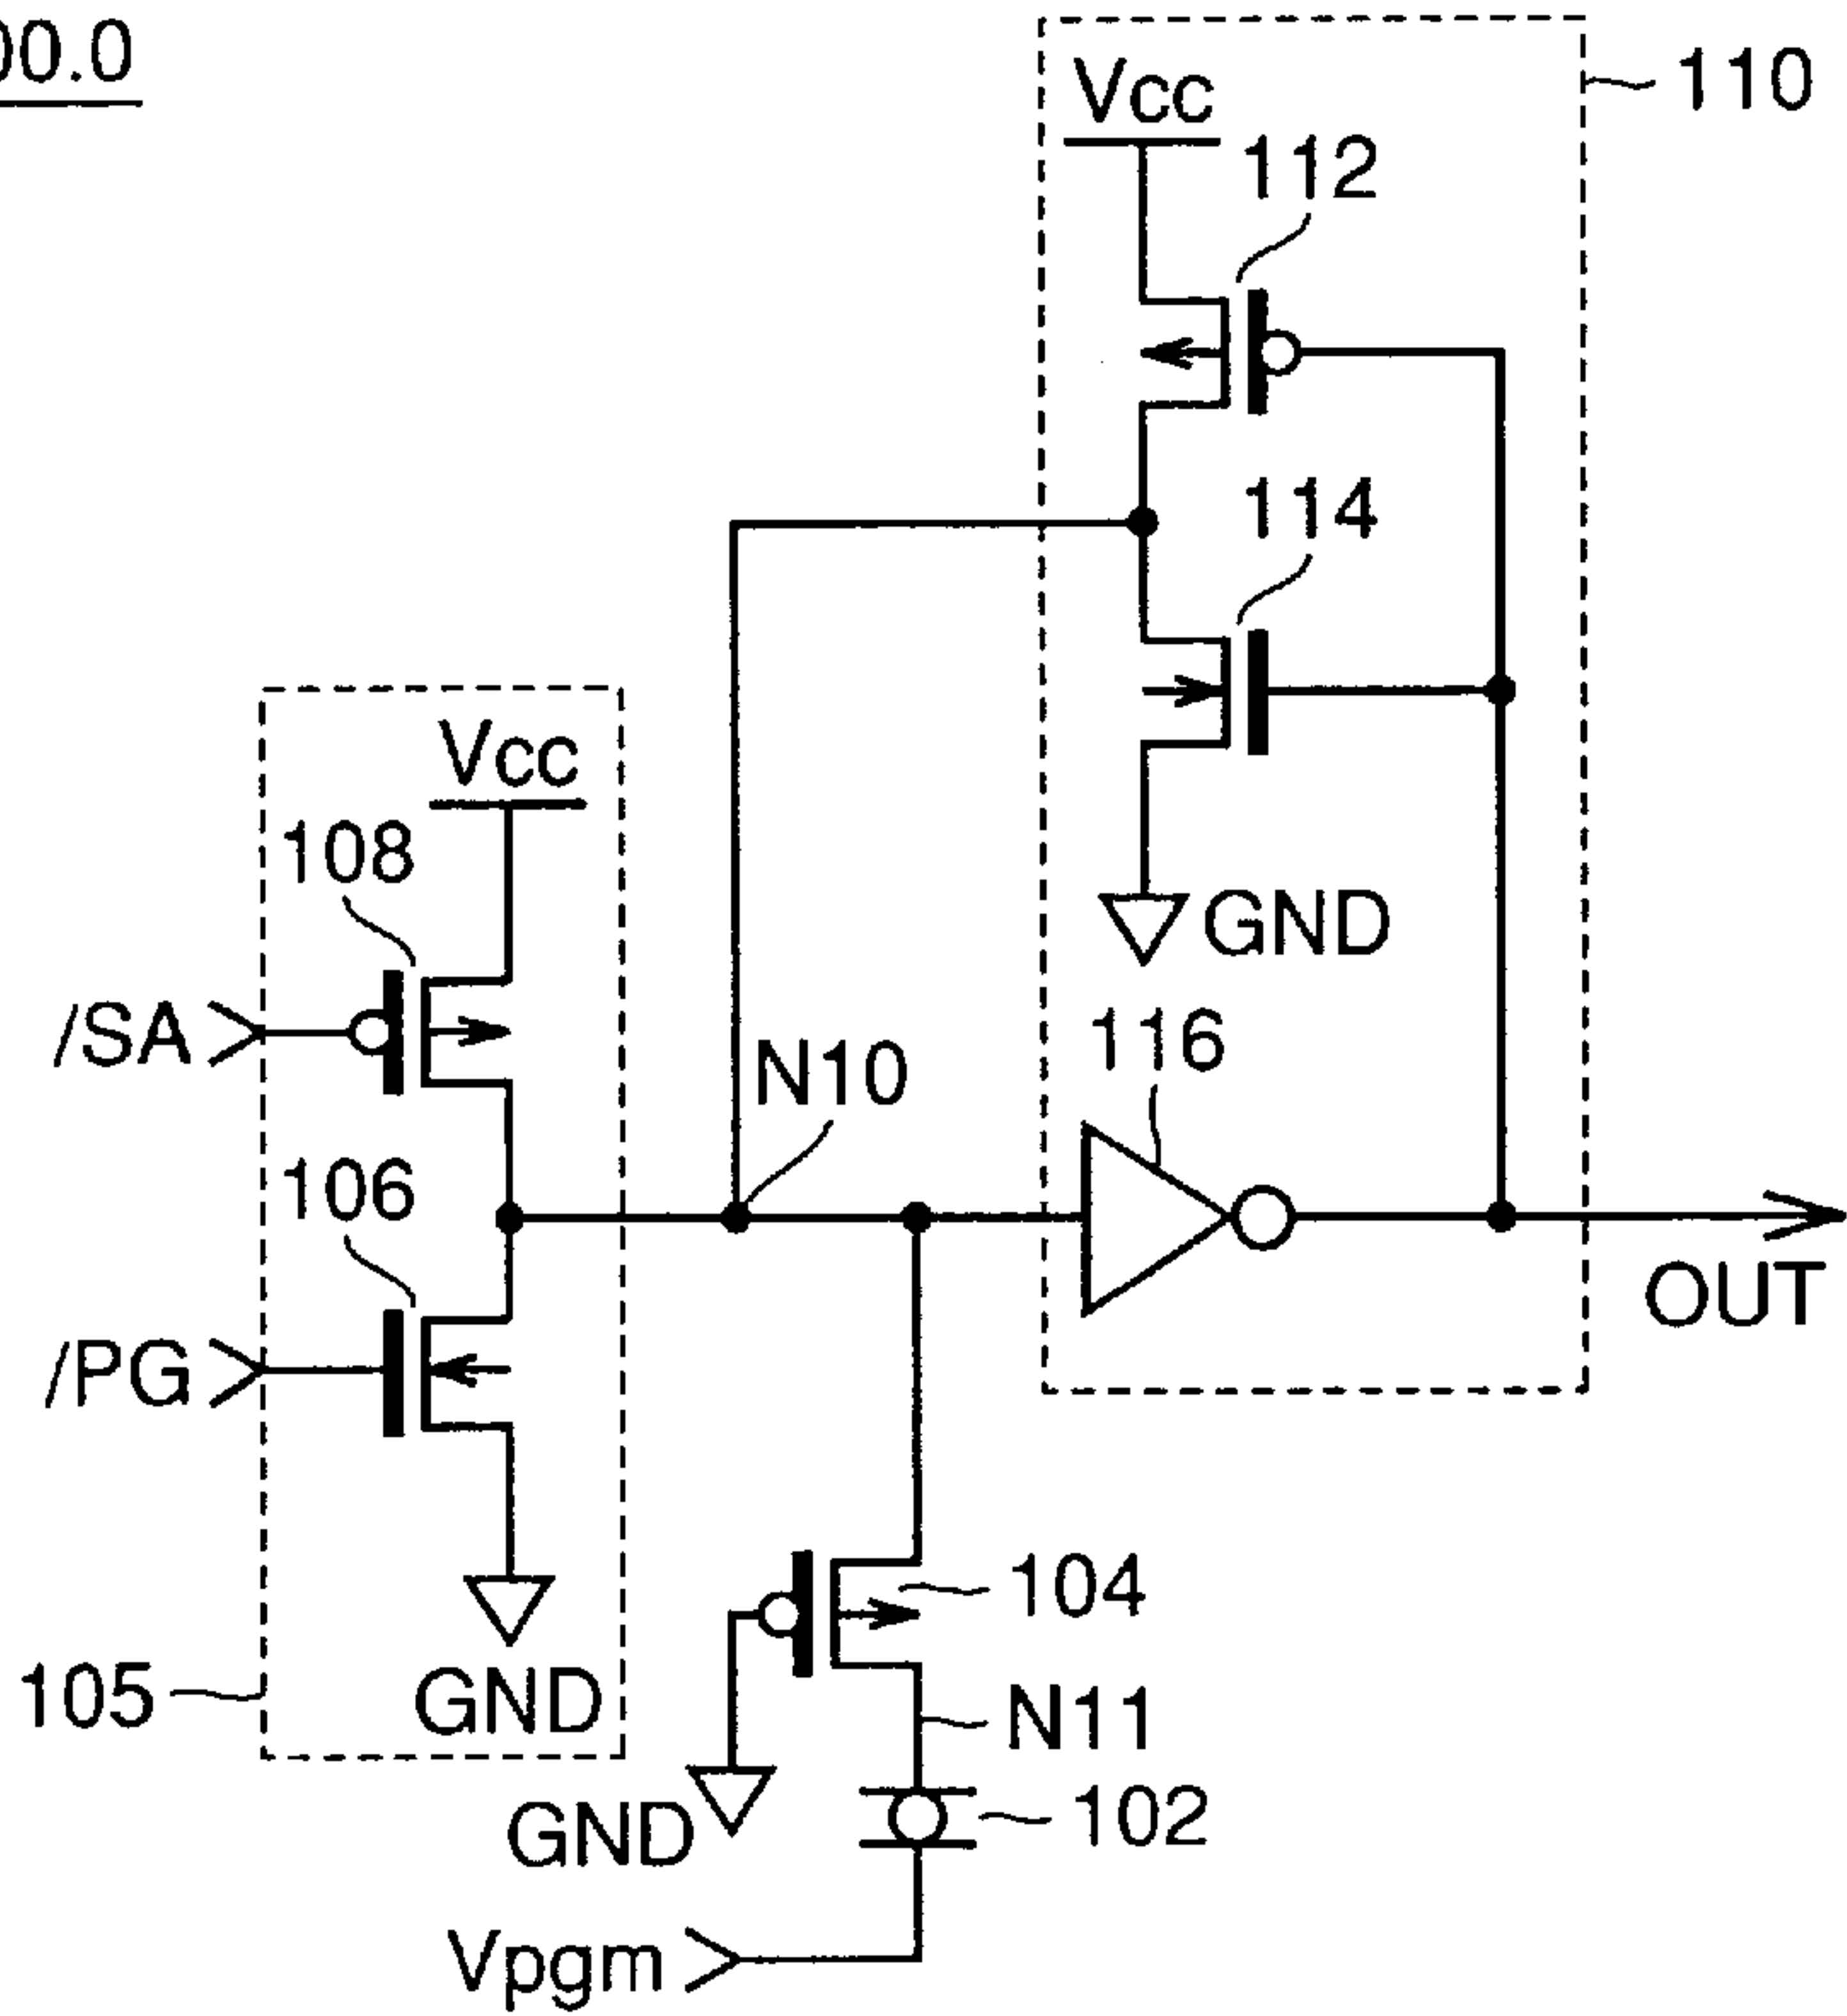 00.0
110
Vcc
112
114
Vcc
108
GND
/SA
N10
116
106
OUT
/PG
104
105
GND
N11
102
GND
Vpgm